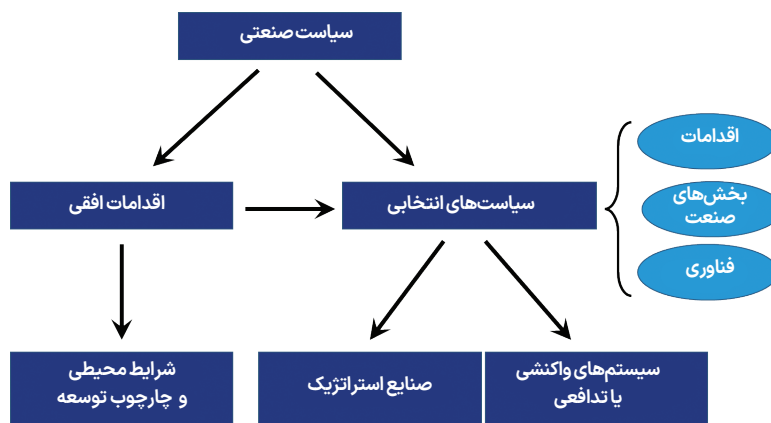 سیاست صنعتی
اقدامات
بخش‌های
صنعت
فناوری
سیاست‌های انتخابی
اقدامات افقی
سیستم‌های واکنشی
یا تدافعی
صنایع استراتژیک
شرایط محیطی
و چارچوب توسعه